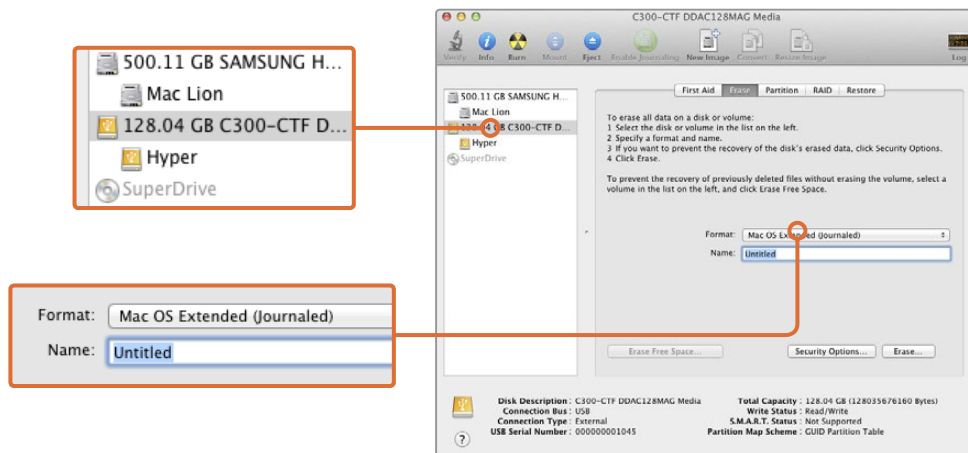 500.11 GB SAMSUNG H...
Mac Lion
128.04 GB C300-CTF D...
Hyper
SuperDrive
Format: Mac OS Extended (Journaled)
Name: Untitled
C300-CTF DDAC128MAG Media
Verify Info Burn Mount Eject Enable Journaling New Image Convert Resize Image Log
500.11 GB SAMSUNG H...
Mac Lion
128.04 GB C300-CTF D...
Hyper
SuperDrive
First Aid Erase Partition RAID Restore
To erase all data on a disk or volume:
1 Select the disk or volume in the list on the left.
2 Specify a format and name.
3 If you want to prevent the recovery of the disk's erased data, click Security Options.
4 Click Erase.
To prevent the recovery of previously deleted files without erasing the volume, select a
volume in the list on the left, and click Erase Free Space.
Format: Mac OS Extended (Journaled)
Name: Untitled
Erase Free Space... Security Options... Erase...
Disk Description : C300-CTF DDAC128MAG Media
Connection Bus : USB
Connection Type : External
USB Serial Number : 000000001045
Total Capacity : 128.04 GB (128035676160 Bytes)
Write Status : Read/Write
S.M.A.R.T. Status : Not Supported
Partition Map Scheme : GUID Partition Table
?